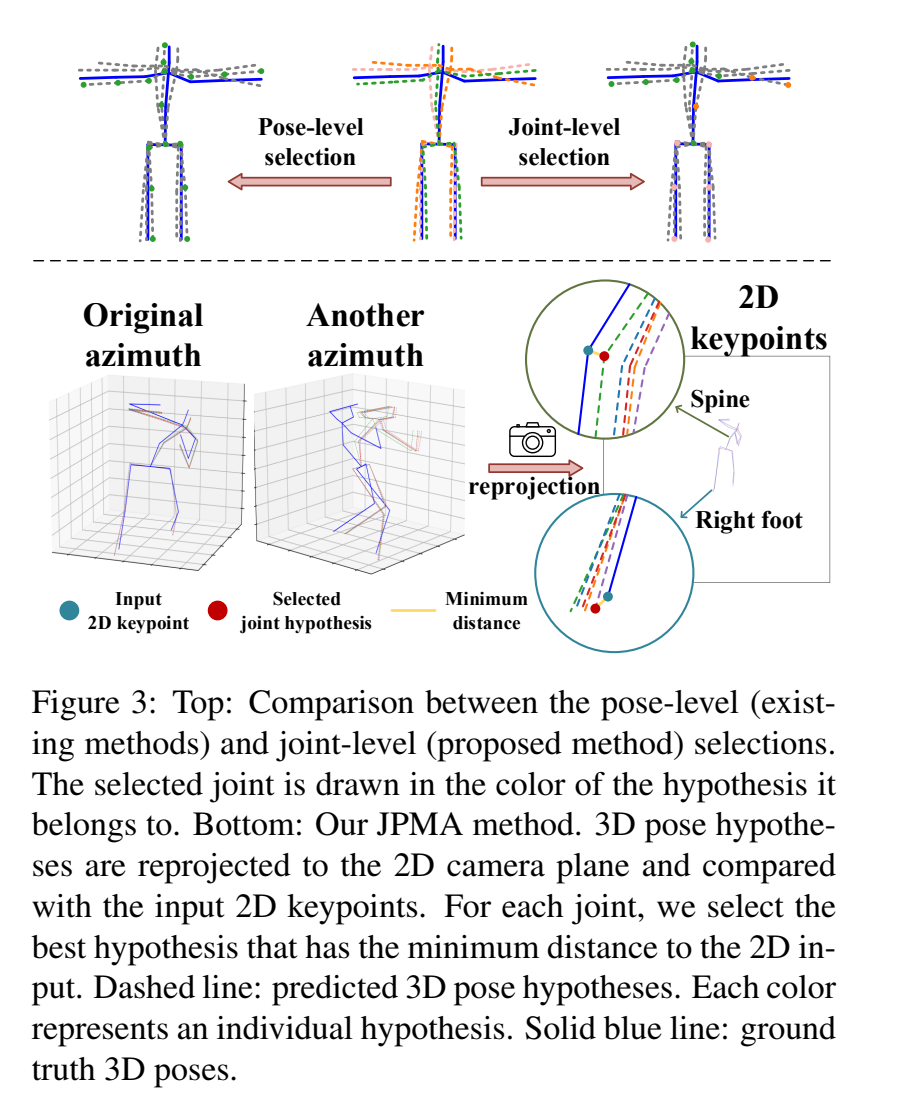 Pose-level
selection
Joint-level
selection
Original
azimuth
Another
azimuth
2D
keypoints
Spine
reprojection
Right foot
Input
2D keypoint
Selected
joint hypothesis
Minimum
distance
Figure 3: Top: Comparison between the pose-level (exist-
ing methods) and joint-level (proposed method) selections.
The selected joint is drawn in the color of the hypothesis it
belongs to. Bottom: Our JPMA method. 3D pose hypothe-
ses are reprojected to the 2D camera plane and compared
with the input 2D keypoints. For each joint, we select the
best hypothesis that has the minimum distance to the 2D in-
put. Dashed line: predicted 3D pose hypotheses. Each color
represents an individual hypothesis. Solid blue line: ground
truth 3D poses.